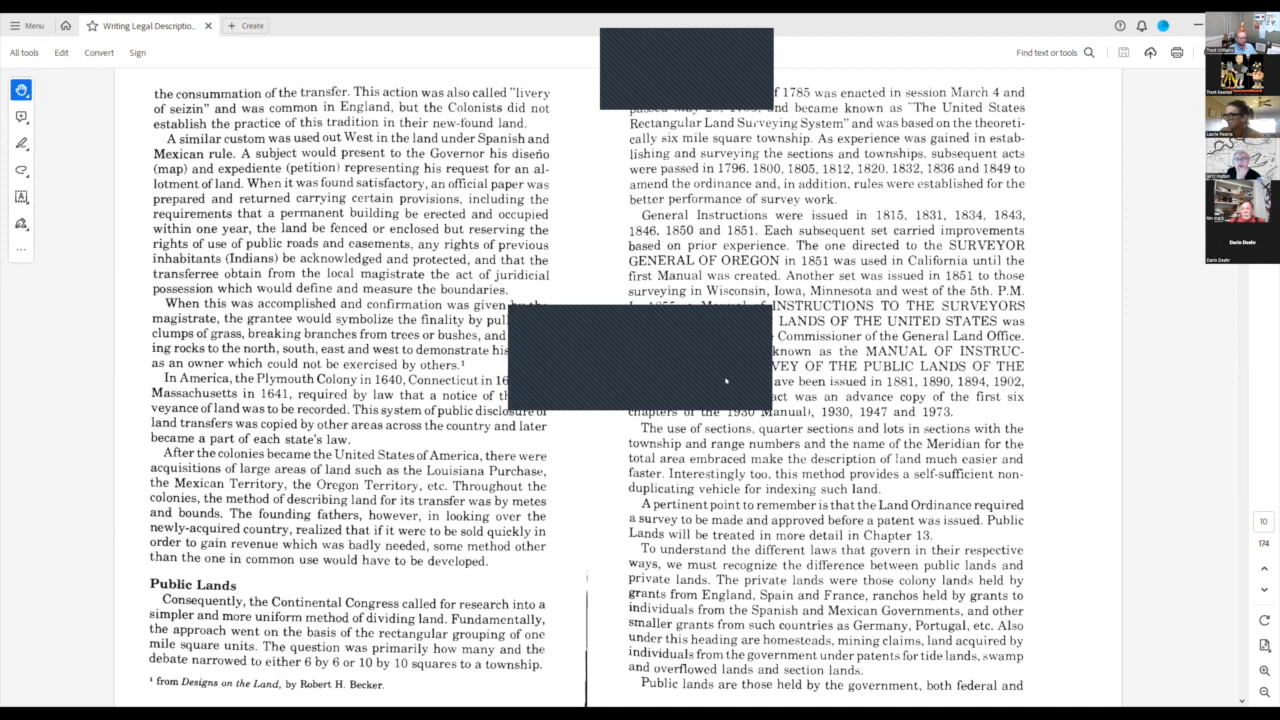 Menu
Writing Legal Descriptio...
Create
All tools
Edit
Convert
Sign
Find text or tools
the consummation of the transfer. This action was also called "livery
of seizin" and was common in England, but the Colonists did not
establish the practice of this tradition in their new-found land.
A similar custom was used out West in the land under Spanish and
Mexican rule. A subject would present to the Governor his diseño
(map) and expediente (petition) representing his request for an al-
lotment of land. When it was found satisfactory, an official paper was
prepared and returned carrying certain provisions, including the
requirements that a permanent building be erected and occupied
within one year, the land be fenced or enclosed but reserving the
rights of use of public roads and easements, any rights of previous
inhabitants (Indians) be acknowledged and protected, and that the
transferree obtain from the local magistrate the act of juridicial
possession which would define and measure the boundaries.
When this was accomplished and confirmation was given by the
magistrate, the grantee would symbolize the finality by
clumps of grass, breaking branches from trees or bushes, and
ing rocks to the north, south, east and west to demonstrate his
as an owner which could not be exercised by others.¹
In America, the Plymouth Colony in 1640, Connecticut in
Massachusetts in 1641, required by law that a notice of
veyance of land was to be recorded. This system of public disclosure of
land transfers was copied by other areas across the country and later
became a part of each state's law.
After the colonies became the United States of America, there were
acquisitions of large areas of land such as the Louisiana Purchase,
the Mexican Territory, the Oregon Territory, etc. Throughout the
colonies, the method of describing land for its transfer was by metes
and bounds. The founding fathers, however, in looking over the
newly-acquired country, realized that if it were to be sold quickly in
order to gain revenue which was badly needed, some method other
than the one in common use would have to be developed.
Public Lands
Consequently, the Continental Congress called for research into a
simpler and more uniform method of dividing land. Fundamentally,
the approach went on the basis of the rectangular grouping of one
mile square units. The question was primarily how many and the
debate narrowed to either 6 by 6 or 10 by 10 squares to a township.
¹ from Designs on the Land, by Robert H. Becker.
of 1785 was enacted in session March 4 and
and became known as "The United States
Rectangular Land Surveying System" and was based on the theoreti-
cally six mile square township. As experience was gained in estab-
lishing and surveying the sections and townships, subsequent acts
were passed in 1796, 1800, 1805, 1812, 1820, 1832, 1836 and 1849 to
amend the ordinance and, in addition, rules were established for the
better performance of survey work.
General Instructions were issued in 1815, 1831, 1834, 1843,
1846, 1850 and 1851. Each subsequent set carried improvements
based on prior experience. The one directed to the SURVEYOR
GENERAL OF OREGON in 1851 was used in California until the
first Manual was created. Another set was issued in 1851 to those
surveying in Wisconsin, Iowa, Minnesota and west of the 5th. P.M.
INSTRUCTIONS TO THE SURVEYORS
LANDS OF THE UNITED STATES was
Commissioner of the General Land Office.
known as the MANUAL OF INSTRUC-
VEY OF THE PUBLIC LANDS OF THE
ave been issued in 1881, 1890, 1894, 1902,
act was an advance copy of the first six
chapters of the 1930 Manual), 1930, 1947 and 1973.
The use of sections, quarter sections and lots in sections with the
township and range numbers and the name of the Meridian for the
total area embraced make the description of land much easier and
faster. Interestingly too, this method provides a self-sufficient non-
duplicating vehicle for indexing such land.
A pertinent point to remember is that the Land Ordinance required
a survey to be made and approved before a patent was issued. Public
Lands will be treated in more detail in Chapter 13.
To understand the different laws that govern in their respective
ways, we must recognize the difference between public lands and
private lands. The private lands were those colony lands held by
grants from England, Spain and France, ranchos held by grants to
individuals from the Spanish and Mexican Governments, and other
smaller grants from such countries as Germany, Portugal, etc. Also
under this heading are homesteads, mining claims, land acquired by
individuals from the government under patents for tide lands, swamp
and overflowed lands and section lands.
Public lands are those held by the government, both federal and
10
174
Trent Williams
Trent Keenan
Laurie Pearce
Darin Doehr
Darin Doehr